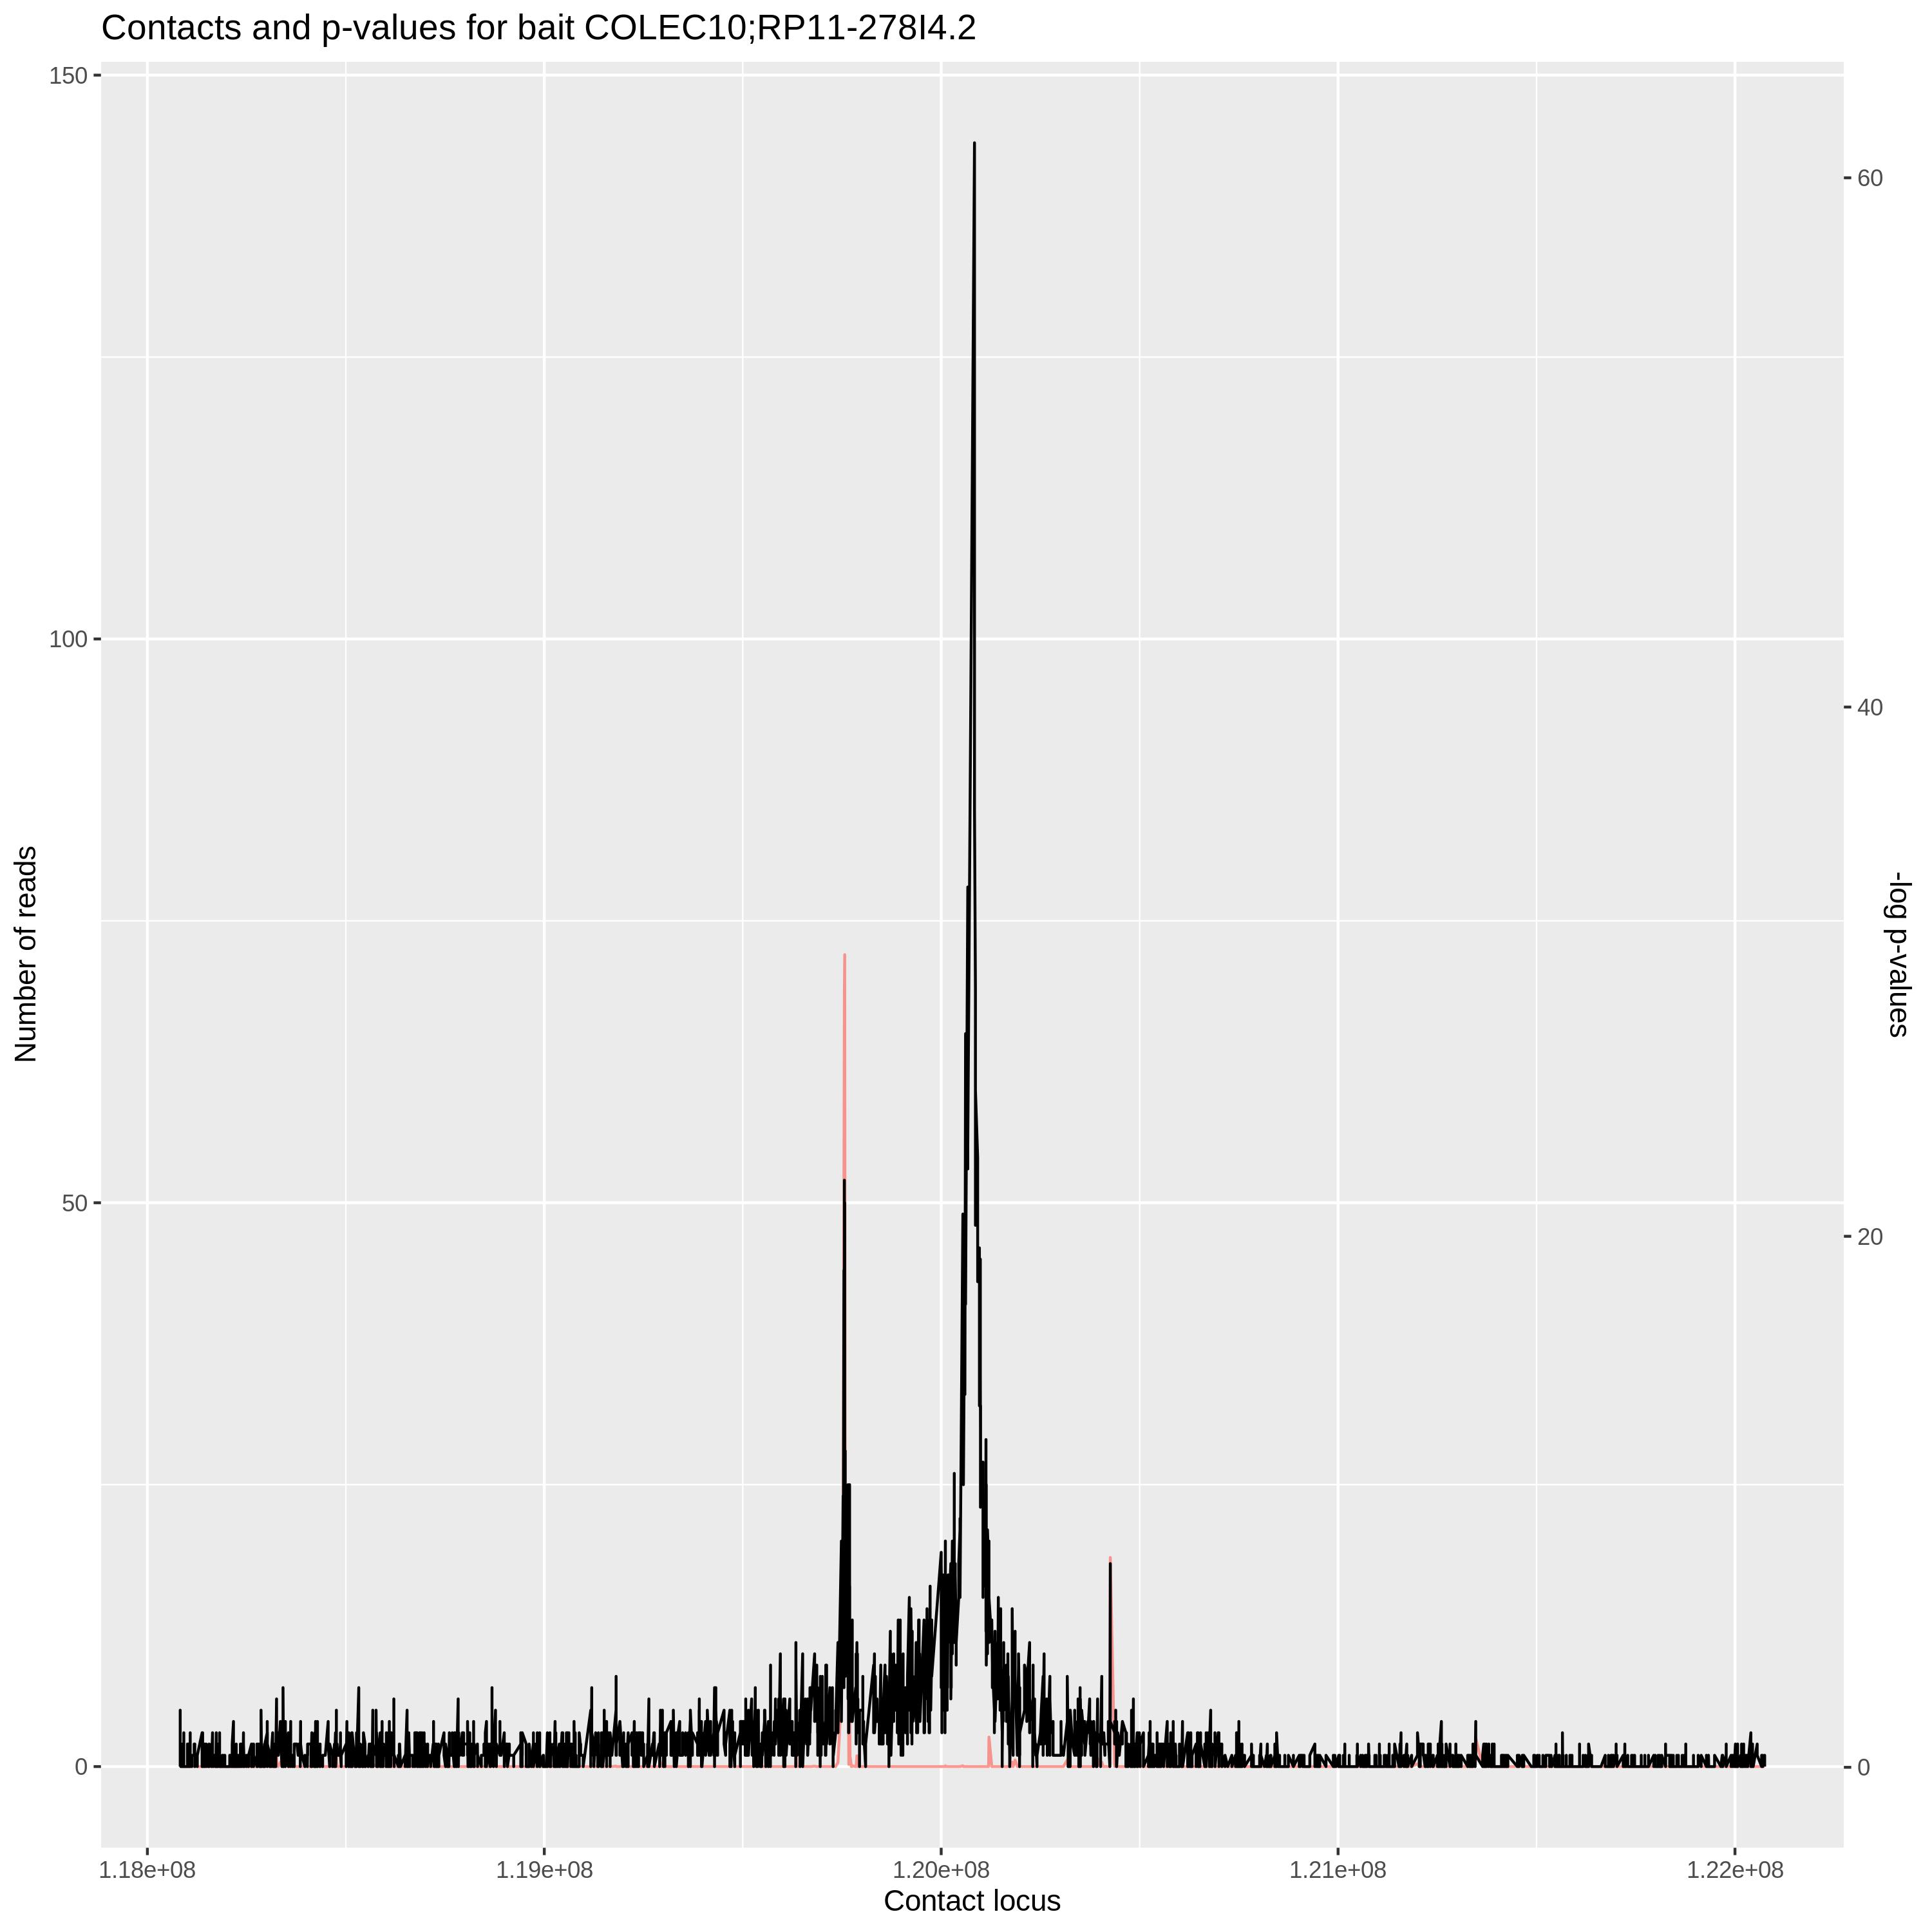 Contacts and p-values for bait COLEC10;RP11-278I4.2
150
100
50
0
Number of reads
60
40
20
0
-log p-values
1.18e+08
1.19e+08
1.20e+08
1.21e+08
1.22e+08
Contact locus